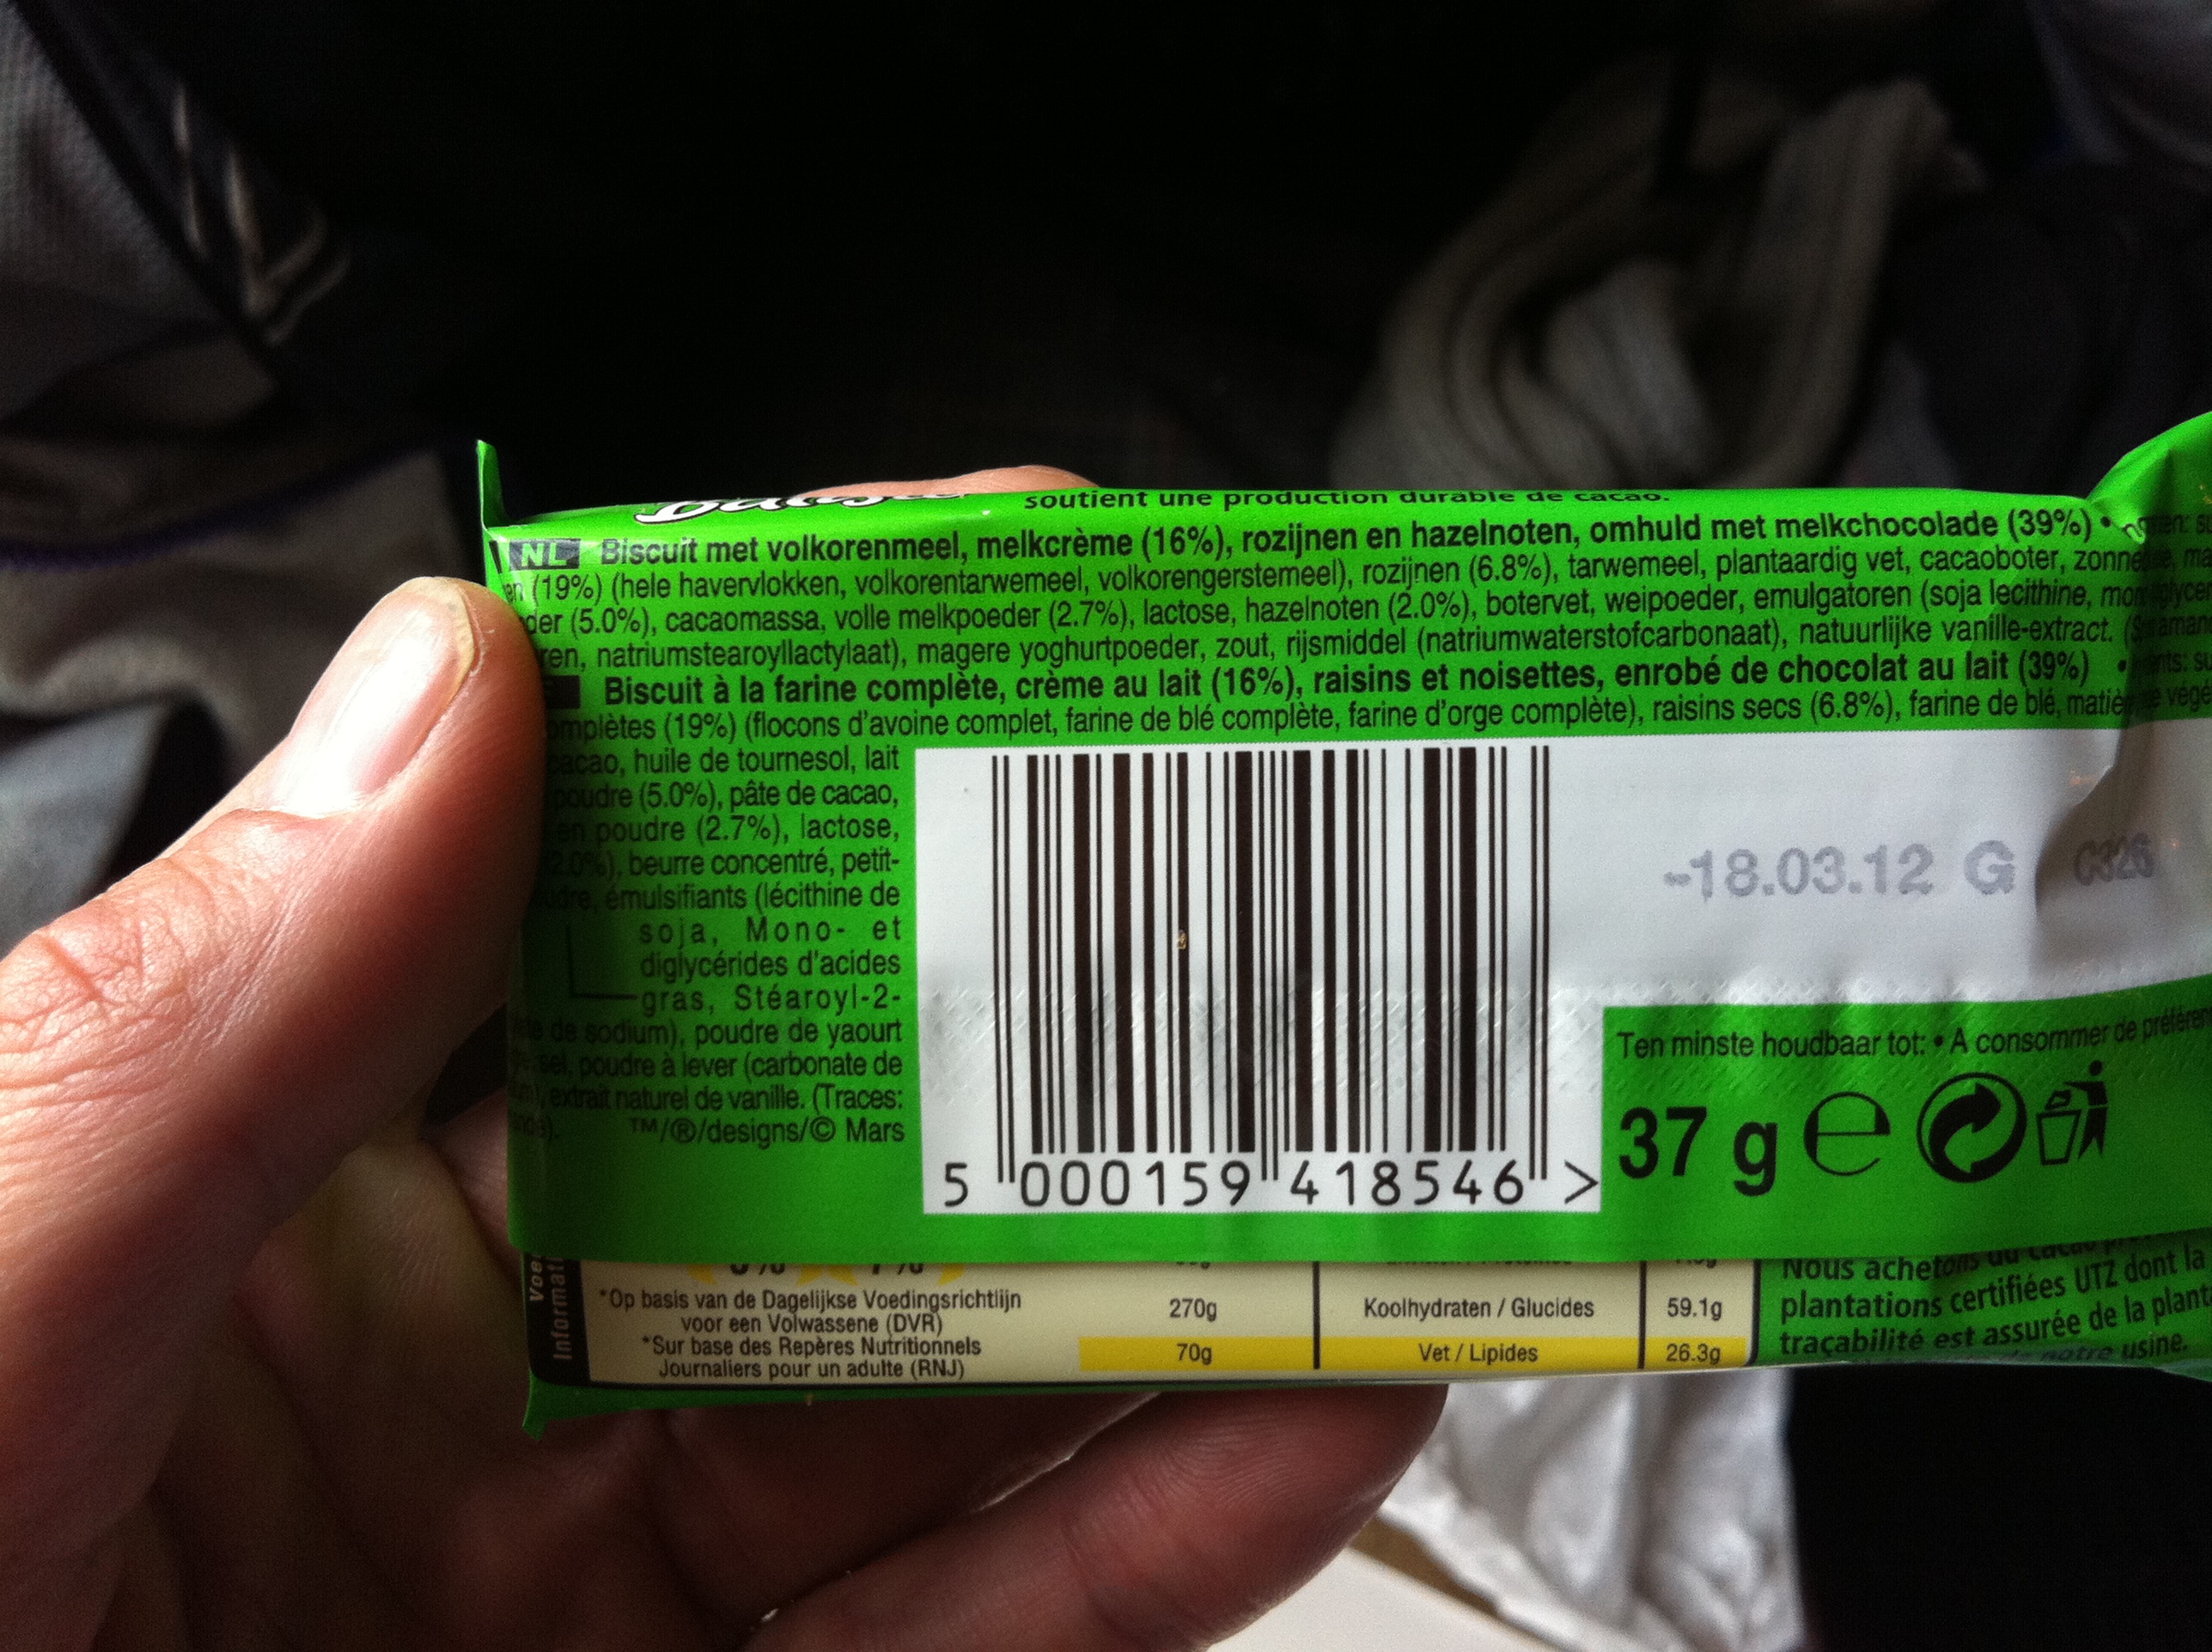 soutient une production durable de cacao.
NL Biscuit met volkorenmeel, melkcrème (16%), rozijnen en hazelnoten, omhuld met melkchocolade (39%) •
(19%) (hele havervlokken, volkorentarwemeel, volkorengerstemeel), rozijnen (6.8%), tarwemeel, plantaardig vet, cacaoboter,
(5.0%), cacaomassa, volle melkpoeder (2.7%), lactose, hazelnoten (2.0%), botervet, weipoeder, emulgatoren (soja lecithine,
natriumstearoyllactylaat), magere yoghurtpoeder, zout, rijsmiddel (natriumwaterstofcarbonaat), natuurlijke vanille-extract.
Biscuit à la farine complète, crème au lait (16%), raisins et noisettes, enrobé de chocolat au lait (39%) •
(19%) (flocons d'avoine complet, farine de blé complète, farine d'orge complète), raisins secs (6.8%), farine de blé,
huile de tournesol, lait
poudre (5.0%), pâte de cacao,
en poudre (2.7%), lactose,
beurre concentré, petit-
émulsifiants (lécithine de
soja, Mono- et
diglycérides d'acides
gras, Stéaroyl-2-
de sodium), poudre de yaourt
sel, poudre à lever (carbonate de
extrait naturel de vanille. (Traces:
TM/®/designs/© Mars
-18.03.12 G C326
5 000159 418546 >
Ten minste houdbaar tot: • A consommer de
37 g e
*Op basis van de Dagelijkse Voedingsrichtlijn
voor een Volwassene (DVR)
*Sur base des Repères Nutritionnels
Journaliers pour un adulte (RNJ)
270g Koolhydraten / Glucides 59.1g
70g Vet / Lipides 26.3g
Nous achetons du cacao
plantations certifiées UTZ dont la
traçabilité est assurée de la
notre usine.